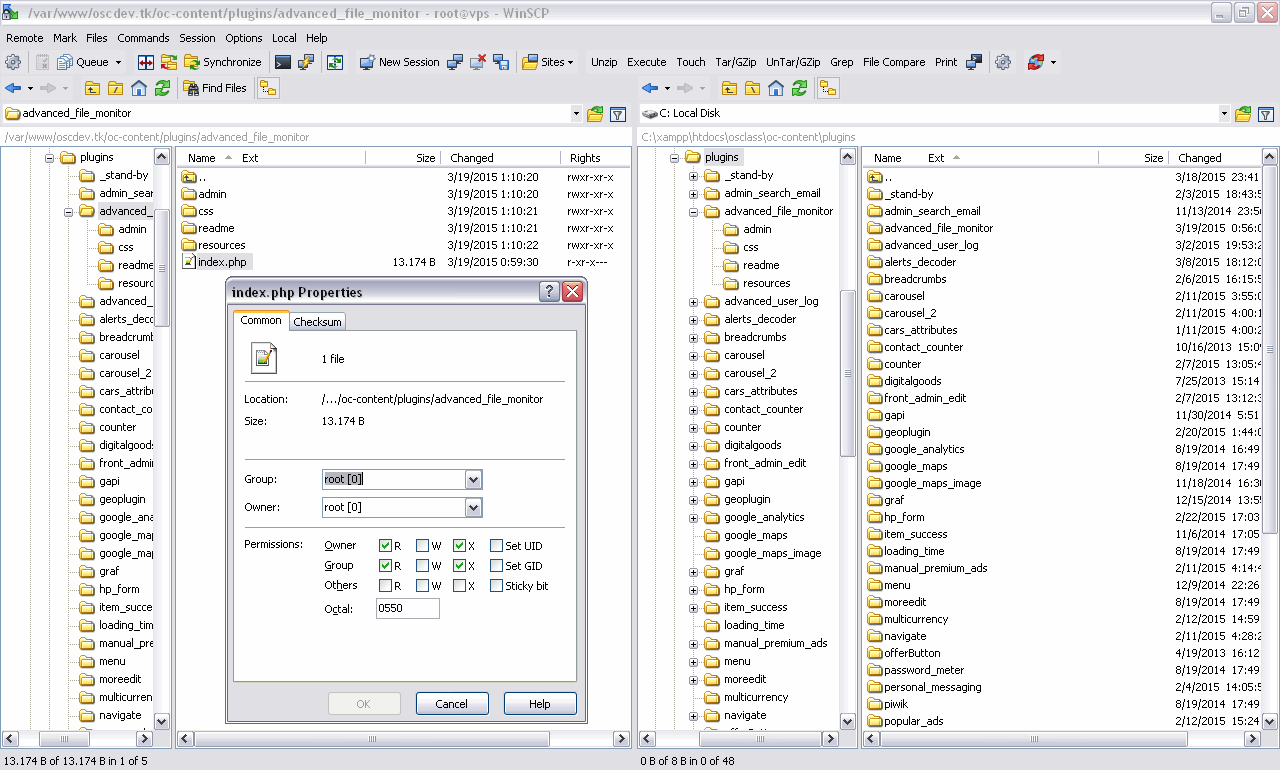 /var/www/oscdev.tk/oc-content/plugins/advanced_file_monitor - root@vps - WinSCP
Remote Mark Files Commands Session Options Local Help
Queue Synchronize New Session Sites Unzip Execute Touch Tar/GZip UnTar/GZip Grep File Compare Print
Find Files
advanced_file_monitor
C: Local Disk
/var/www/oscdev.tk/oc-content/plugins/advanced_file_monitor
C:\xampp\htdocs\osclass\oc-content\plugins
plugins
_stand-by
admin_sear
advanced_
admin
css
readme
resourc
advanced_
alerts_deco
breadcrumb
carousel
carousel_2
cars_attribu
contact_co
counter
digitalgoods
front_admin
gapi
geoplugin
google_ana
google_ma
google_ma
graf
hp_form
item_succes
loading_tim
manual_pre
menu
moreedit
multicurrenc
navigate
Name Ext Size Changed Rights
.. 3/19/2015 1:10:20 rwxr-xr-x
admin 3/19/2015 1:10:20 rwxr-xr-x
css 3/19/2015 1:10:21 rwxr-xr-x
readme 3/19/2015 1:10:21 rwxr-xr-x
resources 3/19/2015 1:10:22 rwxr-xr-x
index.php 13.174 B 3/19/2015 0:59:30 r-xr-x---
index.php Properties
Common Checksum
1 file
Location: /.../oc-content/plugins/advanced_file_monitor
Size: 13.174 B
Group: root [0]
Owner: root [0]
Permissions: Owner R W X Set UID
Group R W X Set GID
Others R W X Sticky bit
Octal: 0550
OK Cancel Help
plugins
_stand-by
admin_search_email
advanced_file_monitor
admin
css
readme
resources
advanced_user_log
alerts_decoder
breadcrumbs
carousel
carousel_2
cars_attributes
contact_counter
counter
digitalgoods
front_admin_edit
gapi
geoplugin
google_analytics
google_maps
google_maps_image
graf
hp_form
item_success
loading_time
manual_premium_ads
menu
moreedit
multicurrency
navigate
Name Ext Size Changed
.. 3/18/2015 23:41
_stand-by 2/3/2015 18:43:5
admin_search_email 11/13/2014 23:50
advanced_file_monitor 3/19/2015 0:56:0
advanced_user_log 3/2/2015 19:53:2
alerts_decoder 3/8/2015 18:12:0
breadcrumbs 2/6/2015 16:15:5
carousel 2/11/2015 3:55:0
carousel_2 2/11/2015 4:00:1
cars_attributes 1/11/2015 4:00:2
contact_counter 10/16/2013 15:09
counter 2/7/2015 13:05:4
digitalgoods 7/25/2013 15:14
front_admin_edit 2/7/2015 13:12:3
gapi 11/30/2014 5:51
geoplugin 2/20/2015 1:44:0
google_analytics 8/19/2014 17:49
google_maps 8/19/2014 17:49
google_maps_image 11/18/2014 16:30
graf 12/15/2014 13:55
hp_form 2/22/2015 17:03
item_success 11/6/2014 17:05
loading_time 8/19/2014 17:49
manual_premium_ads 2/11/2015 4:14:4
menu 12/9/2014 22:26
moreedit 8/19/2014 17:49
multicurrency 2/12/2015 14:59
navigate 2/11/2015 4:28:2
offerButton 4/19/2013 16:12
password_meter 8/19/2014 17:49
personal_messaging 2/4/2015 14:05:5
piwik 8/19/2014 17:49
popular_ads 2/12/2015 15:24
13.174 B of 13.174 B in 1 of 5
0 B of 8 B in 0 of 48